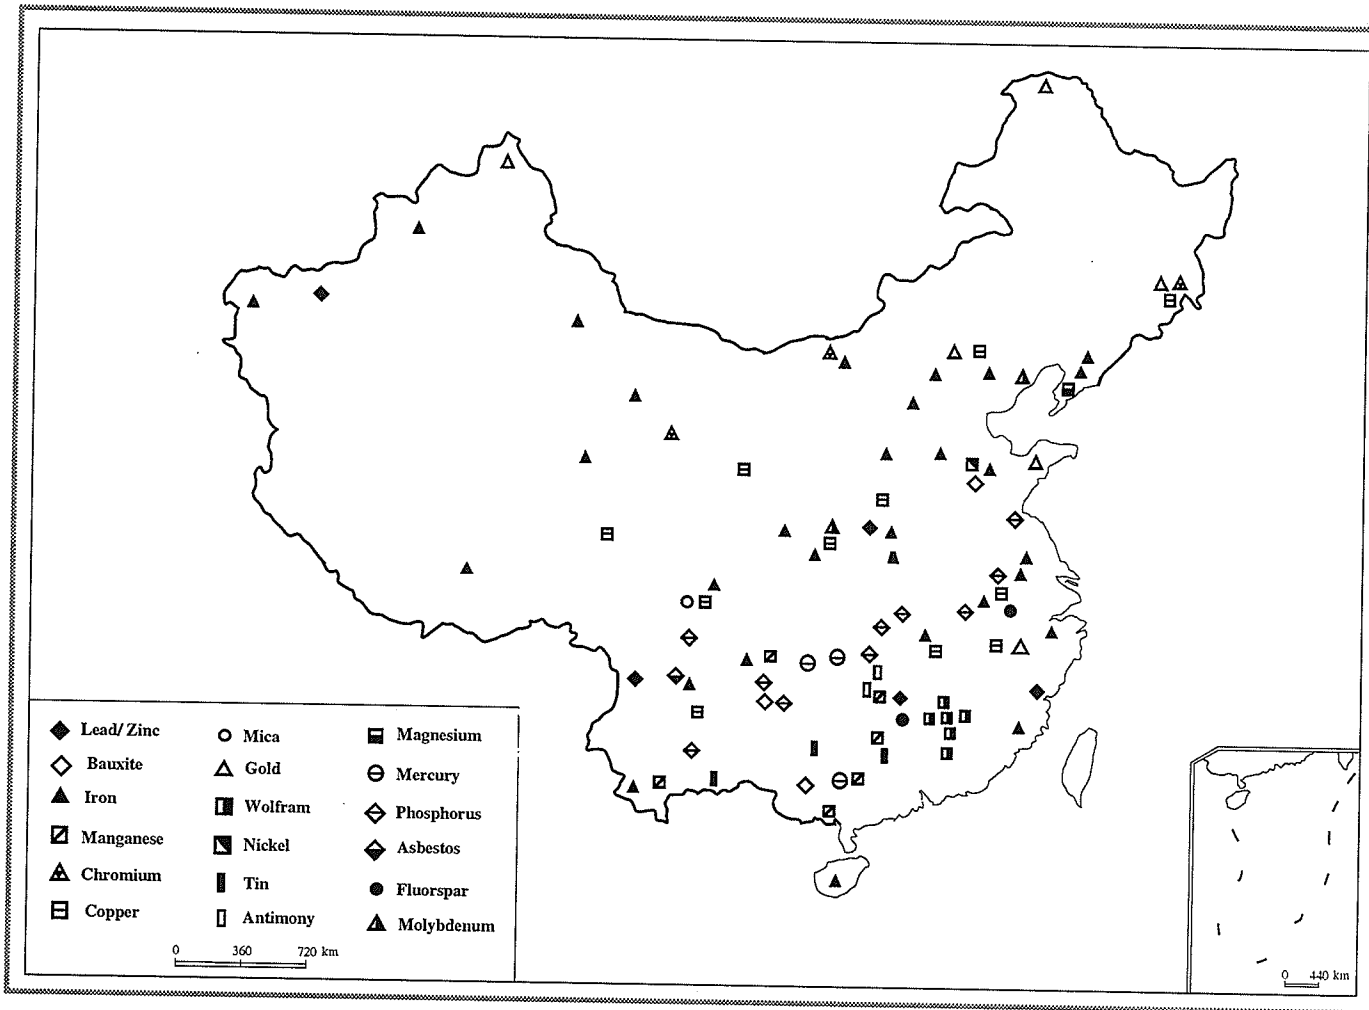 Lead/ Zinc
Bauxite
Iron
Manganese
Chromium
Copper
Mica
Gold
Wolfram
Nickel
Tin
Antimony
Magnesium
Mercury
Phosphorus
Asbestos
Fluorspar
Molybdenum
0 360 720 km
0 440 km